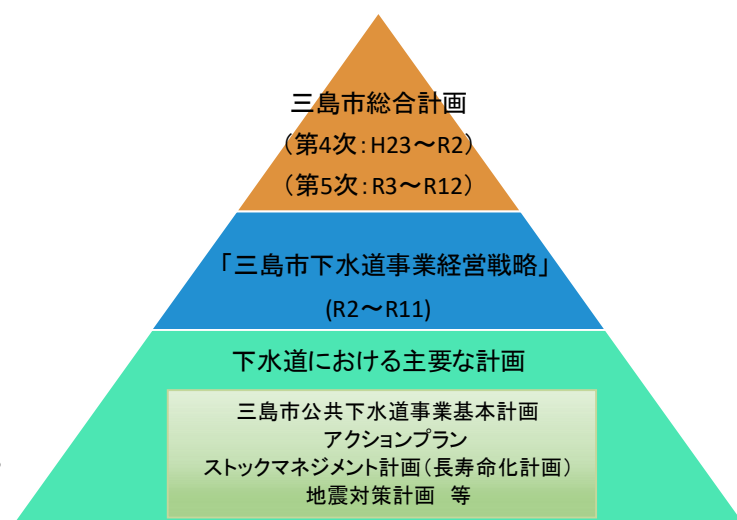 三島市総合計画
（第4次：H23～R2）
（第5次：R3～R12）
「三島市下水道事業経営戦略」
(R2～R11)
下水道における主要な計画
三島市公共下水道事業基本計画
アクションプラン
ストックマネジメント計画（長寿命化計画）
地震対策計画　等